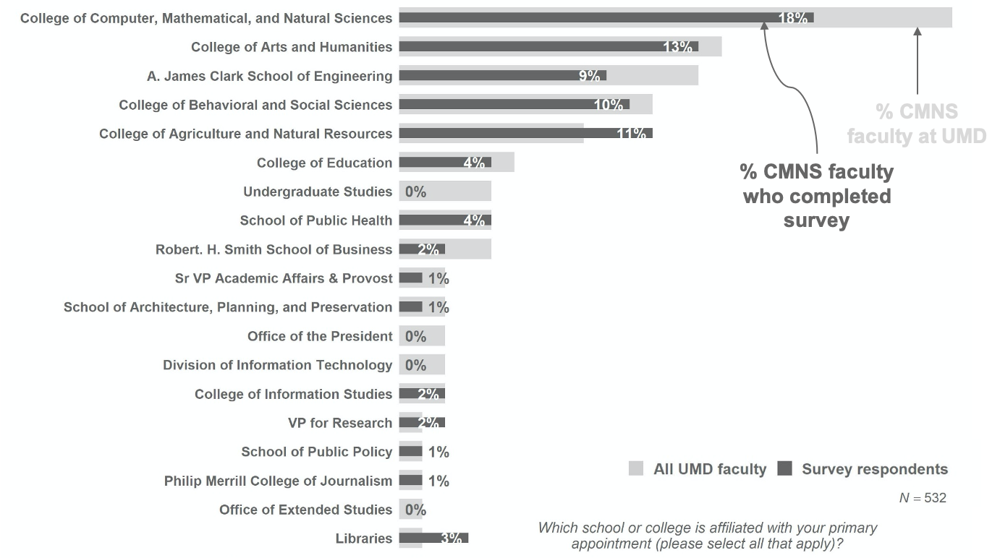 College of Computer, Mathematical, and Natural Sciences 18%
College of Arts and Humanities 13%
A. James Clark School of Engineering 9%
College of Behavioral and Social Sciences 10%
College of Agriculture and Natural Resources 11%
College of Education 4%
Undergraduate Studies 0%
School of Public Health 4%
Robert. H. Smith School of Business 2%
Sr VP Academic Affairs & Provost 1%
School of Architecture, Planning, and Preservation 1%
Office of the President 0%
Division of Information Technology 0%
College of Information Studies 2%
VP for Research 2%
School of Public Policy 1%
Philip Merrill College of Journalism 1%
Office of Extended Studies 0%
Libraries 3%
% CMNS
faculty at UMD
% CMNS faculty
who completed
survey
All UMD faculty Survey respondents
N = 532
Which school or college is affiliated with your primary
appointment (please select all that apply)?